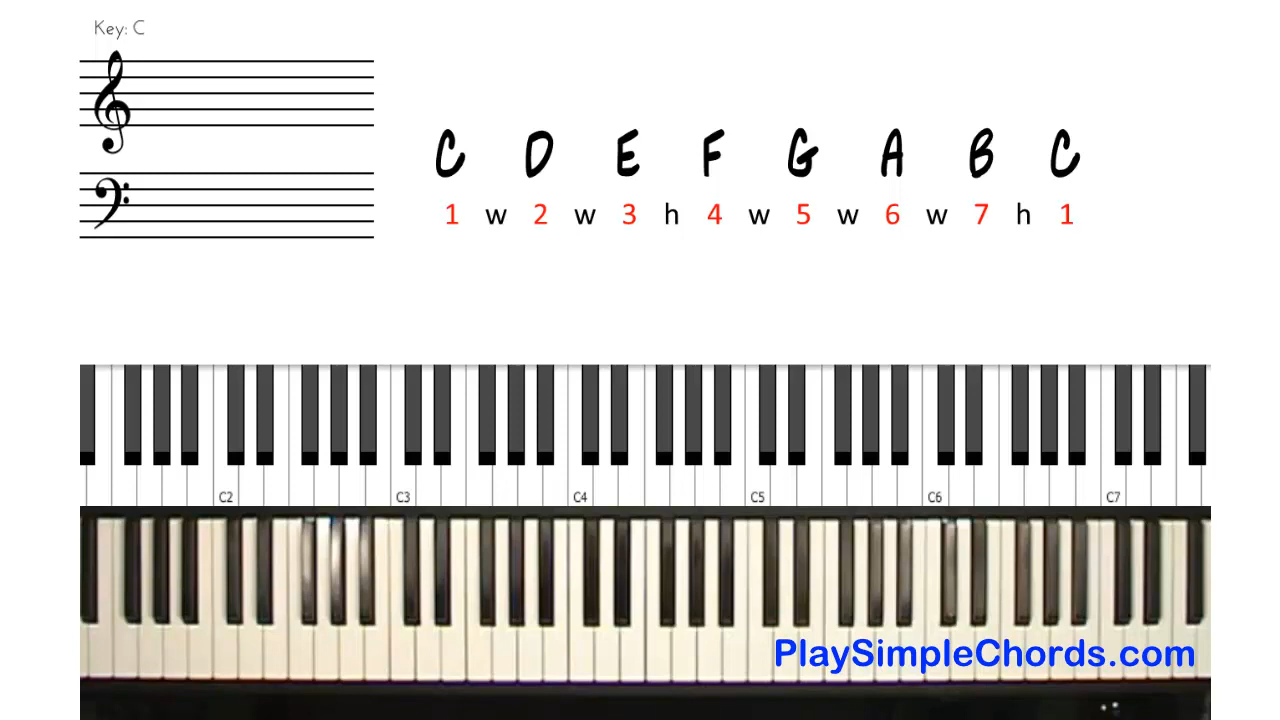 Key: C
C D E F G A B C
1 w 2 w 3 h 4 w 5 w 6 w 7 h 1
C2 C3 C4 C5 C6 C7
PlaySimpleChords.com